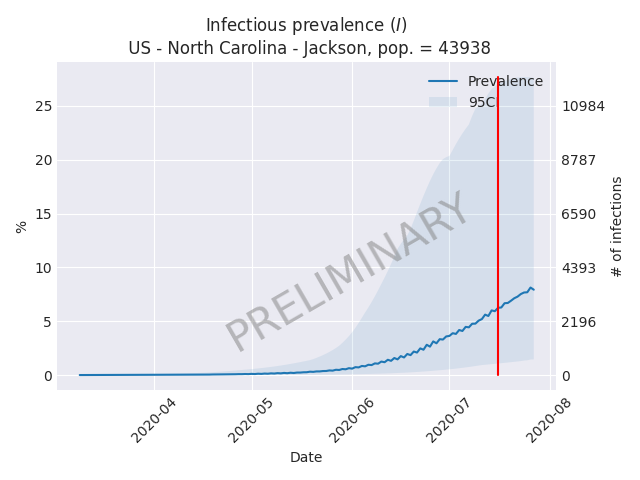 Infectious prevalence (I)
US - North Carolina - Jackson, pop. = 43938
Prevalence
95CI
25
20
15
10
5
0
%
10984
8787
6590
4393
2196
0
# of infections
PRELIMINARY
2020-04
2020-05
2020-06
2020-07
2020-08
Date